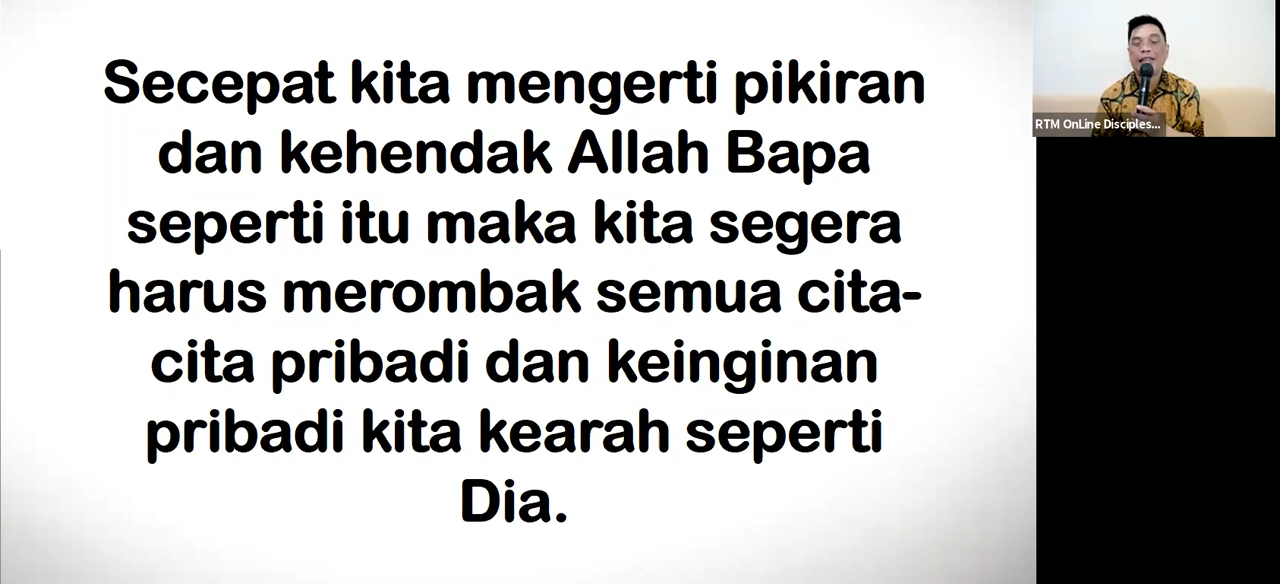 Secepat kita mengerti pikiran
dan kehendak Allah Bapa
seperti itu maka kita segera
harus merombak semua cita-
cita pribadi dan keinginan
pribadi kita kearah seperti
Dia.
RTM OnLine Disciples...